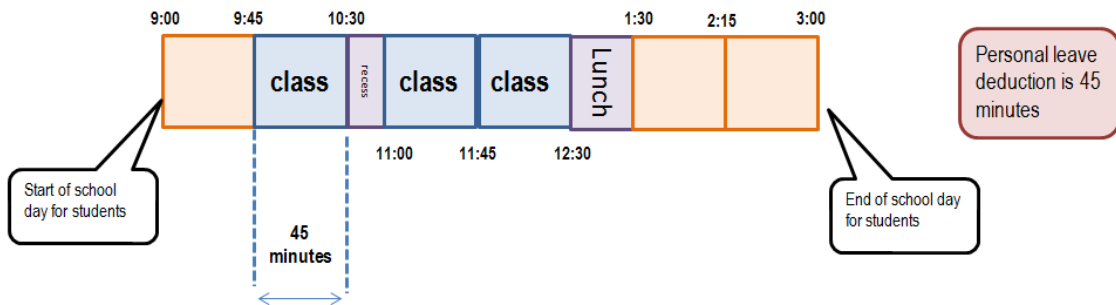 9:00 9:45 10:30 1:30 2:15 3:00
class recess class class Lunch
11:00 11:45 12:30
Personal leave
deduction is 45
minutes
Start of school
day for students
End of school day
for students
45
minutes